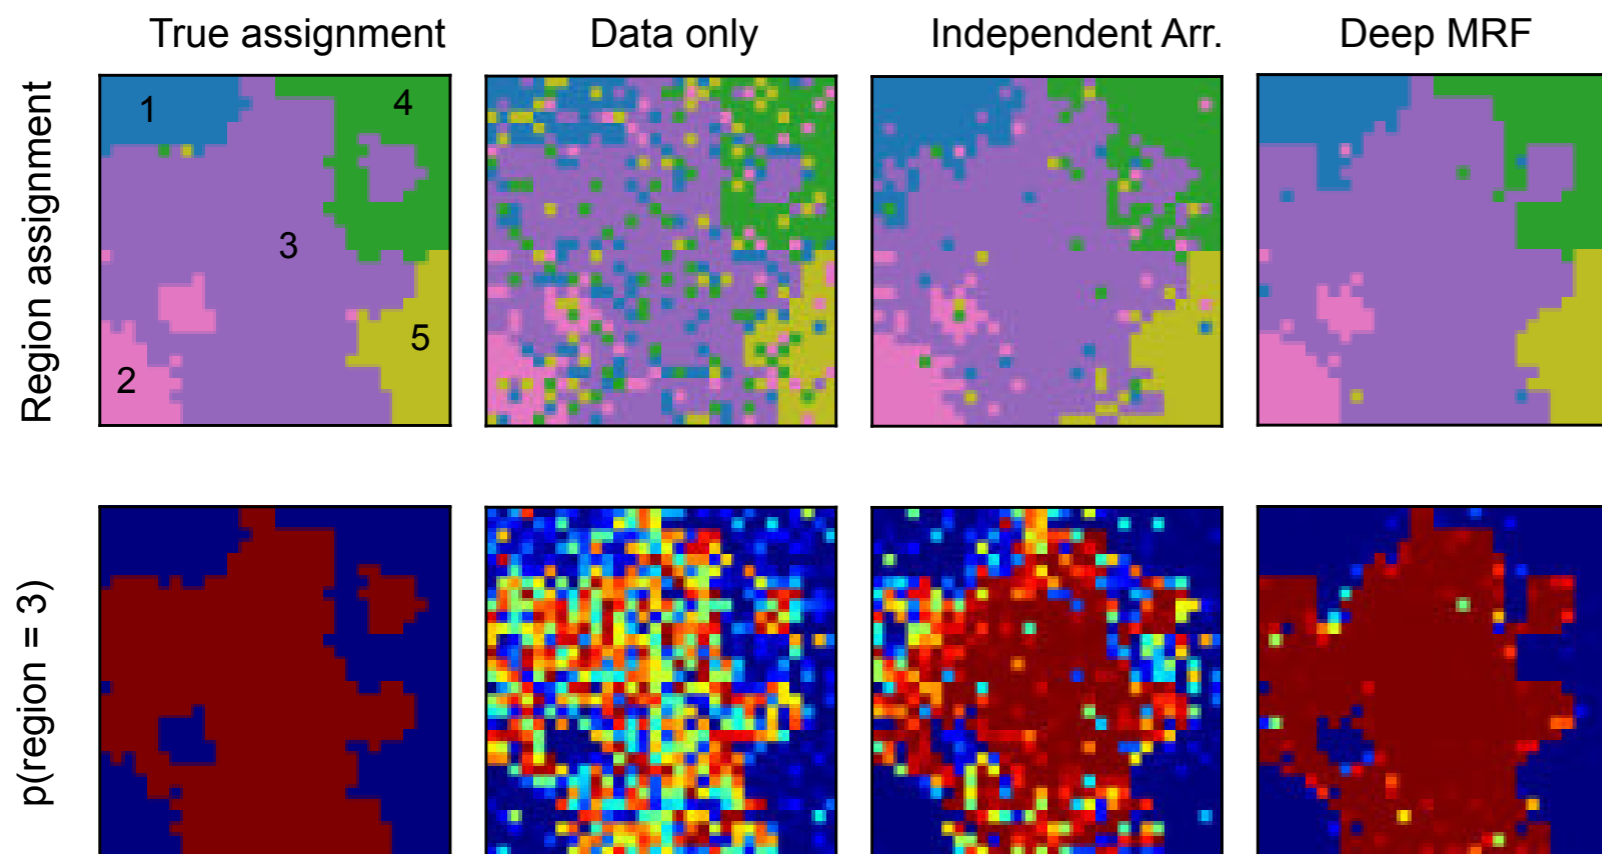 True assignment
Data only
Independent Arr.
Deep MRF
Region assignment
1
4
3
5
2
p(region = 3)